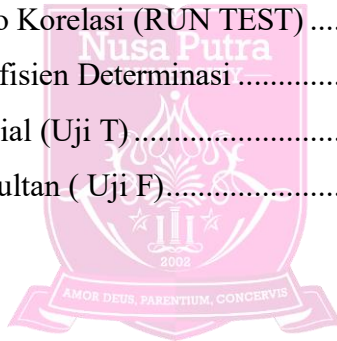 o Korelasi (RUN TEST) ....
Nusa Putra
fisien Determinasi ..............
ial (Uji T) ...........................
ultan ( Uji F) .......................
2002
AMOR DEUS, PARENTIUM, CONCERVIS